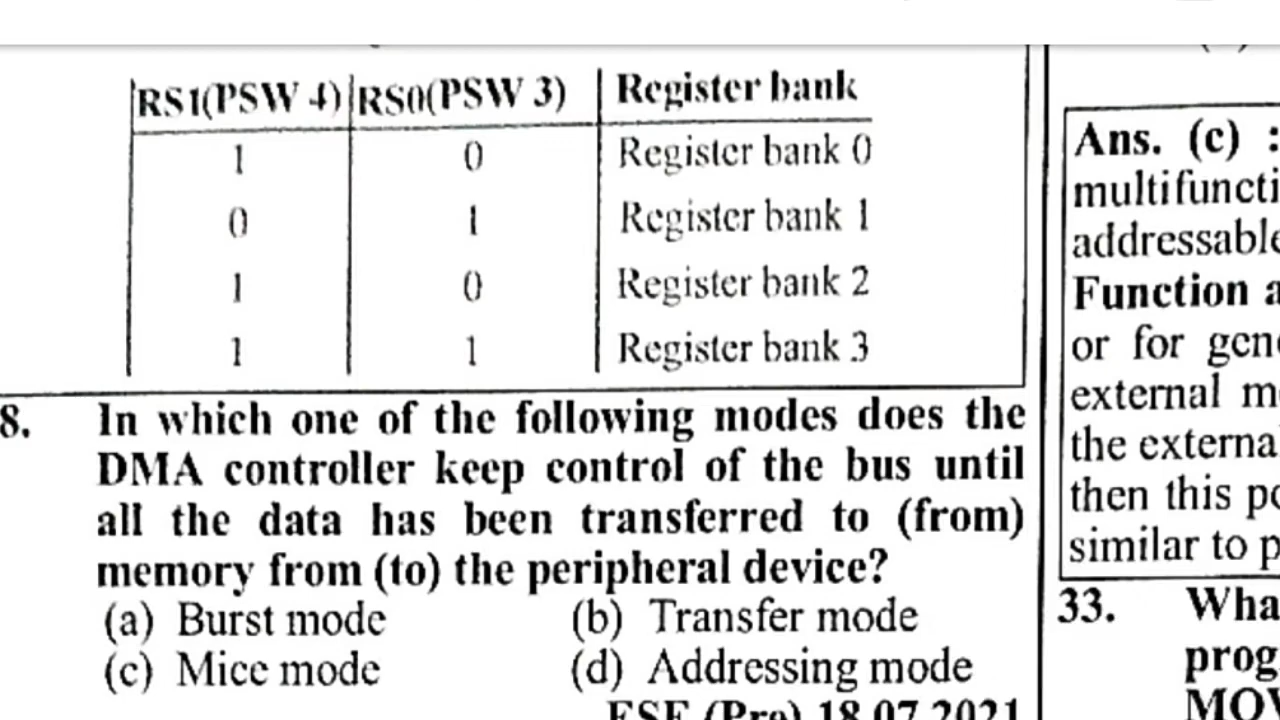 RS1(PSW 4) RS0(PSW 3) Register bank
1 0 Register bank 0
0 1 Register bank 1
1 0 Register bank 2
1 1 Register bank 3
8. In which one of the following modes does the
DMA controller keep control of the bus until
all the data has been transferred to (from)
memory from (to) the peripheral device?
(a) Burst mode (b) Transfer mode
(c) Mice mode (d) Addressing mode
ESE (Pre) 18.07.2021
Ans. (c) :
multifuncti
addressable
Function a
or for gene
external m
the externa
then this po
similar to p
33. Wha
prog
MOV